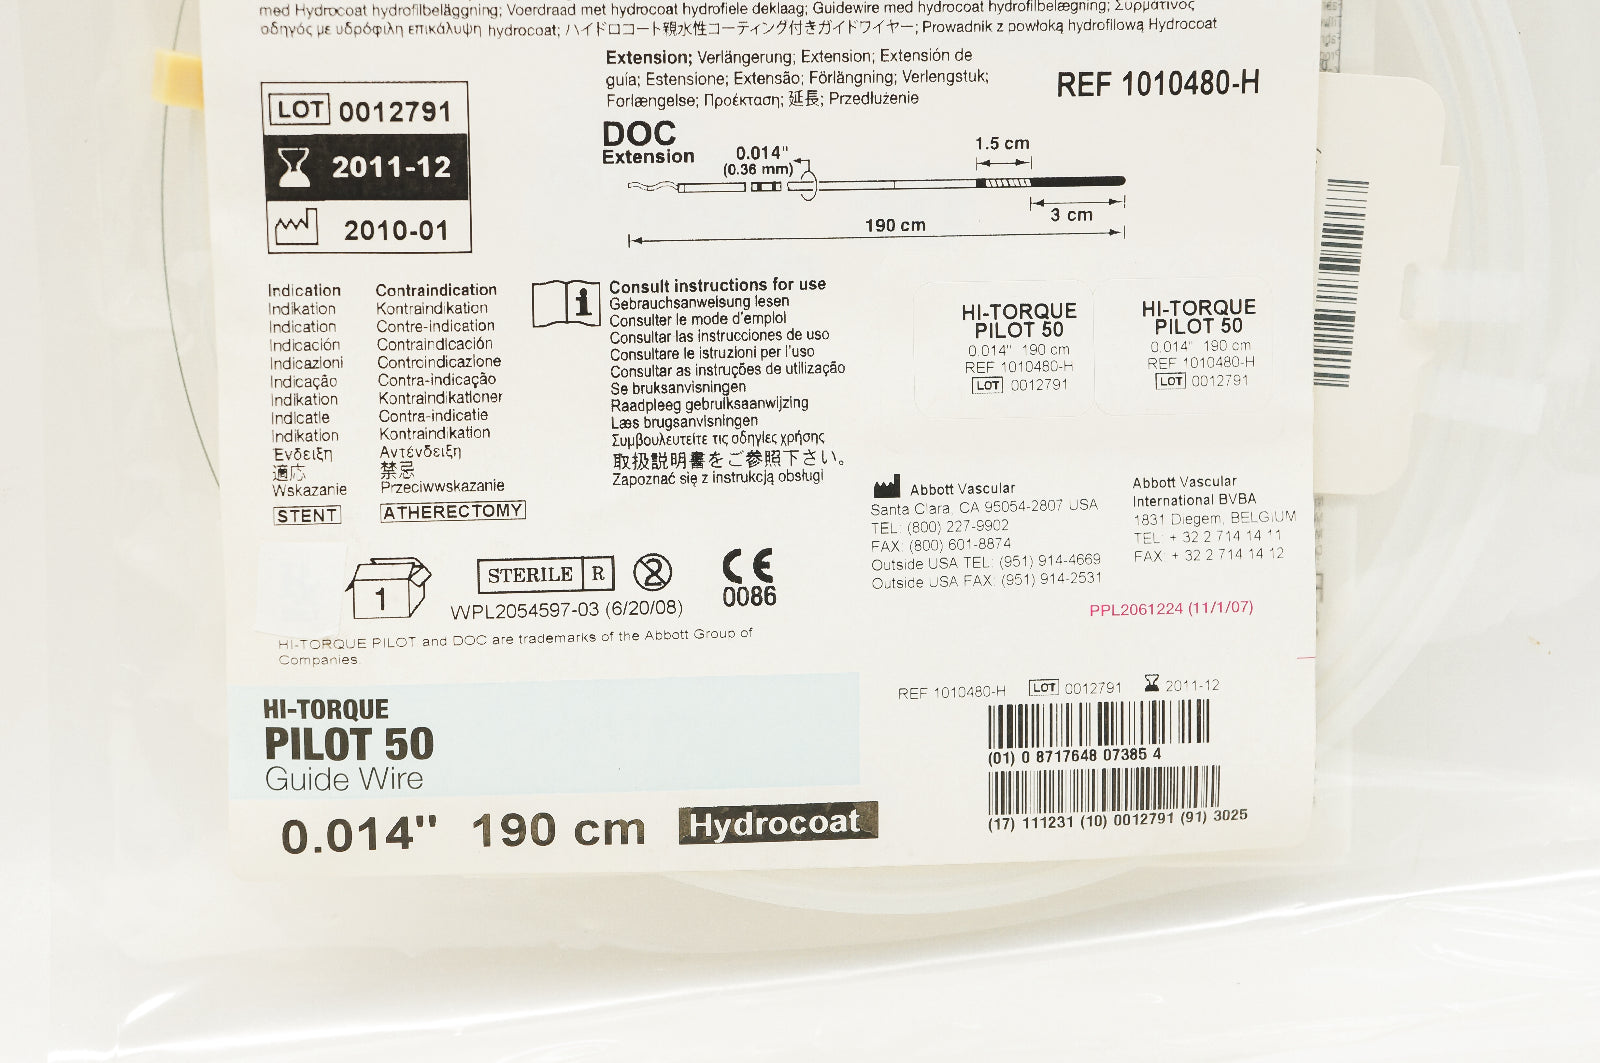 med Hydrocoat hydrofilbeläggning; Voerdraad met hydrocoat hydrofiele deklaag; Guidewire med hydrocoat hydrofilbelægning; Συρμάτινος
οδηγός με υδρόφιλη επικάλυψη hydrocoat; ハイドロコート親水性コーティング付きガイドワイヤー; Prowadnik z powłoką hydrofilową Hydrocoat
Extension; Verlängerung; Extension; Extensión de
guía; Estensione; Extensão; Förlängning; Verlengstuk;
Forlængelse; Προέκταση; 延長; Przedłużenie
REF 1010480-H
LOT 0012791
2011-12
2010-01
DOC
Extension
0.014"
(0.36 mm)
1.5 cm
3 cm
190 cm
Indication
Indikation
Indication
Indicación
Indicazioni
Indicação
Indikation
Indicatie
Indikation
Ένδειξη
適応
Wskazanie
STENT
Contraindication
Kontraindikation
Contre-indication
Contraindicación
Controindicazione
Contra-indicação
Kontraindikationer
Contra-indicatie
Kontraindikation
Αντένδειξη
禁忌
Przeciwwskazanie
ATHERECTOMY
Consult instructions for use
Gebrauchsanweisung lesen
Consulter le mode d'emploi
Consultar las instrucciones de uso
Consultare le istruzioni per l'uso
Consultar as instruções de utilização
Se bruksanvisningen
Raadpleeg gebruiksaanwijzing
Læs brugsanvisningen
Συμβουλευτείτε τις οδηγίες χρήσης
取扱説明書をご参照下さい。
Zapoznać się z instrukcją obsługi
HI-TORQUE
PILOT 50
0.014" 190 cm
REF 1010480-H
LOT 0012791
HI-TORQUE
PILOT 50
0.014" 190 cm
REF 1010480-H
LOT 0012791
Abbott Vascular
Santa Clara, CA 95054-2807 USA
TEL: (800) 227-9902
FAX: (800) 601-8874
Outside USA TEL: (951) 914-4669
Outside USA FAX: (951) 914-2531
Abbott Vascular
International BVBA
1831 Diegem, BELGIUM
TEL: + 32 2 714 14 11
FAX: + 32 2 714 14 12
1
STERILE R
2
CE
0086
WPL2054597-03 (6/20/08)
PPL2061224 (11/1/07)
HI-TORQUE PILOT and DOC are trademarks of the Abbott Group of
Companies.
REF 1010480-H LOT 0012791 2011-12
(01) 0 8717648 07385 4
(17) 111231 (10) 0012791 (91) 3025
HI-TORQUE
PILOT 50
Guide Wire
0.014" 190 cm Hydrocoat